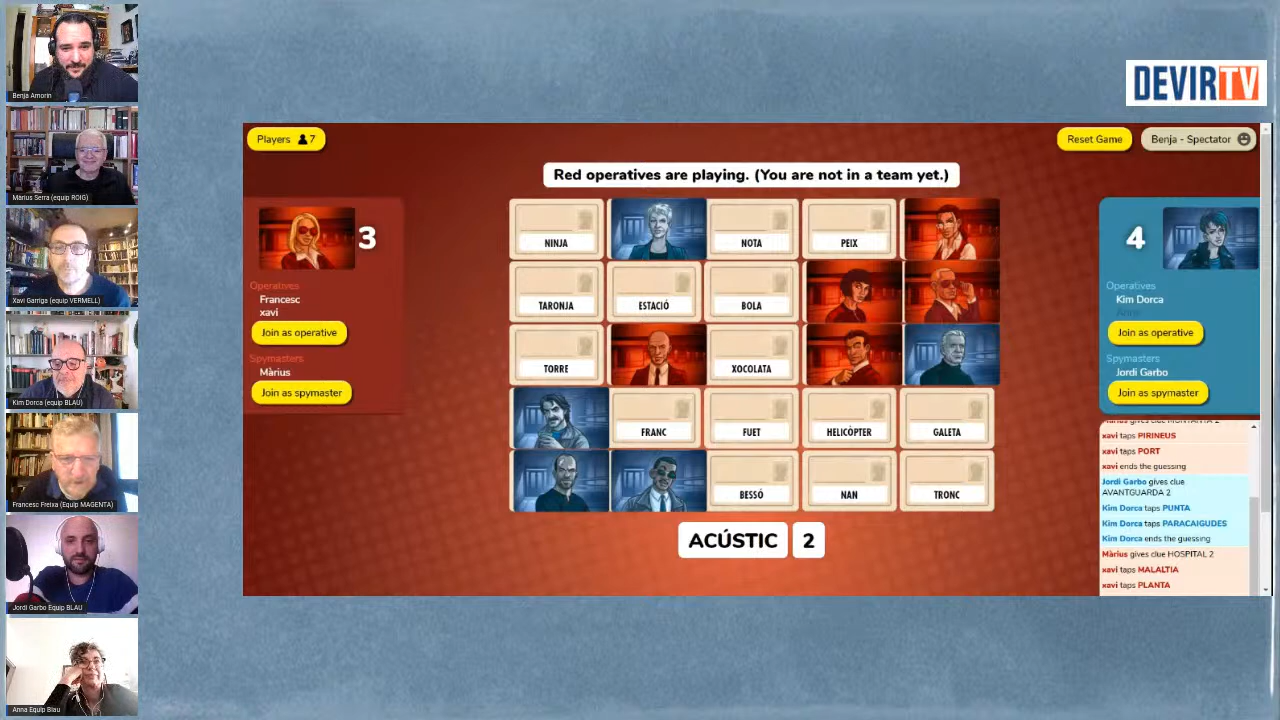 Benja Amorin
Màrius Serra (equip ROIG)
Xavi Garriga (equip VERMELL)
Kim Dorca (equip BLAU)
Francesc Freixa (Equip MAGENTA)
Jordi Garbo Equip BLAU
Anna Equip Blau
DEVIRTV
Players 7
Reset Game
Benja - Spectator
Red operatives are playing. (You are not in a team yet.)
3
Operatives
Francesc
xavi
Join as operative
Spymasters
Màrius
Join as spymaster
NINJA
NOTA
PEIX
TARONJA
ESTACIÓ
BOLA
TORRE
XOCOLATA
FRANC
FUET
HELICÒPTER
GALETA
BESSÓ
NAN
TRONC
ACÚSTIC 2
4
Operatives
Kim Dorca
Anna
Join as operative
Spymasters
Jordi Garbo
Join as spymaster
Màrius gives clue MUNTANYA 2
xavi taps PIRINEUS
xavi taps PORT
xavi ends the guessing
Jordi Garbo gives clue
AVANTGUARDA 2
Kim Dorca taps PUNTA
Kim Dorca taps PARACAIGUDES
Kim Dorca ends the guessing
Màrius gives clue HOSPITAL 2
xavi taps MALALTIA
xavi taps PLANTA